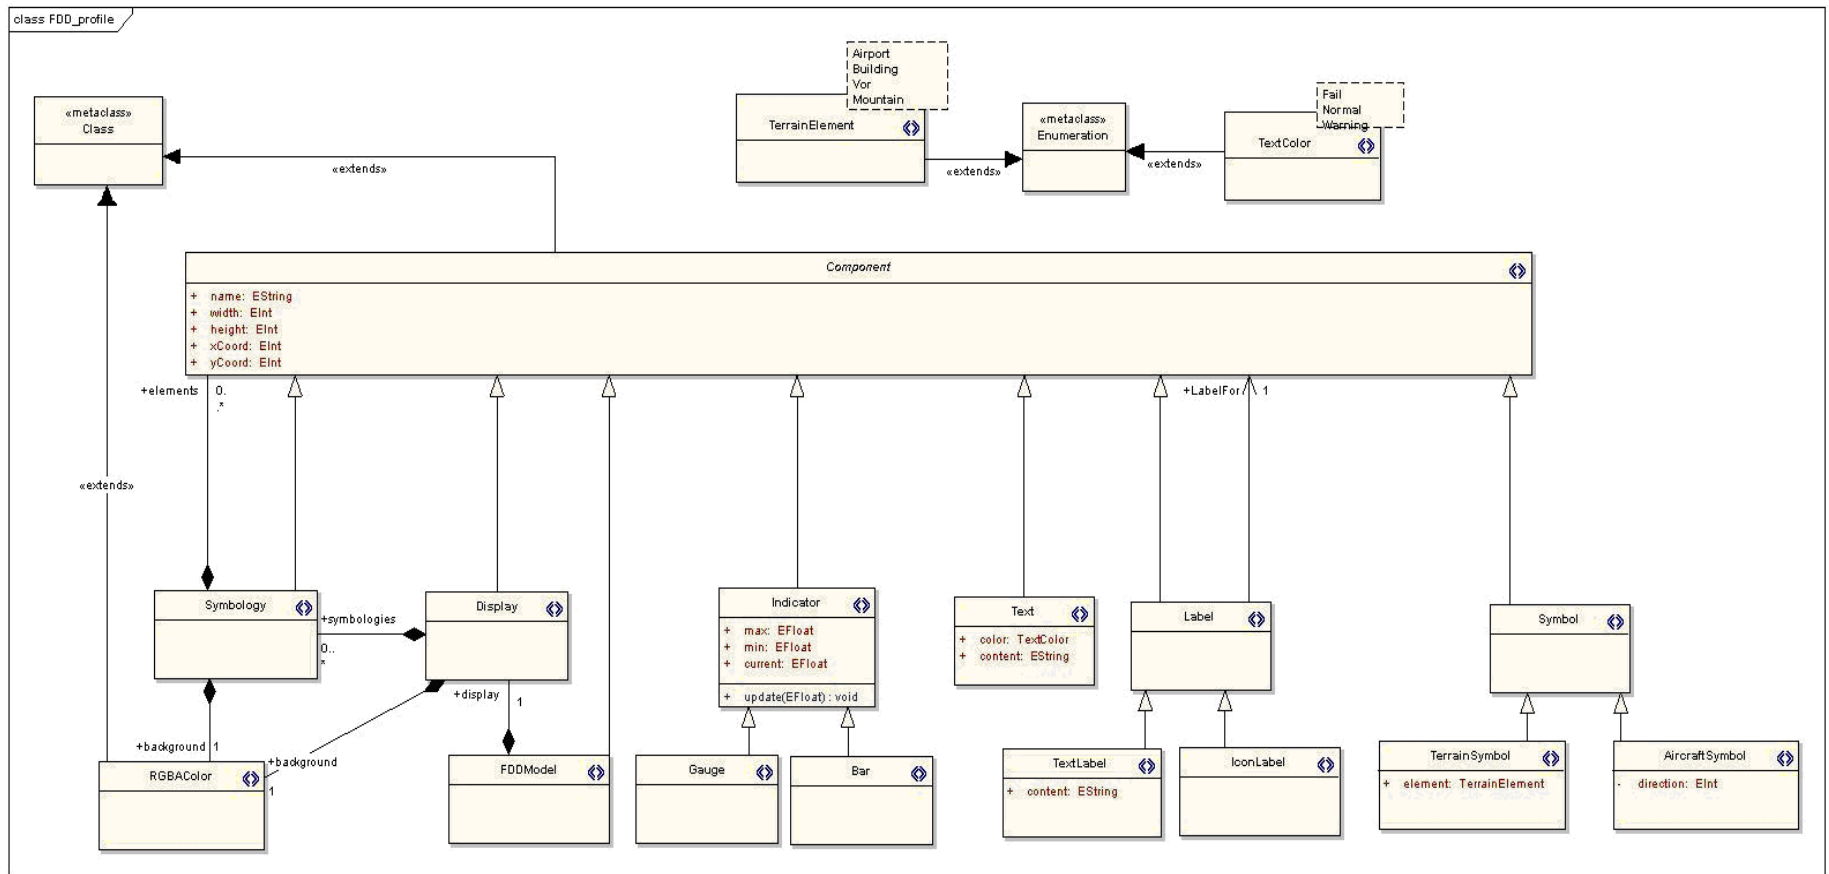 class FDD_profile
«metaclass»
Class
Airport
Building
Vor
Mountain
TerrainElement
«metaclass»
Enumeration
Fail
Normal
Warning
TextColor
«extends»
«extends»
«extends»
Component
+ name: EString
+ width: EInt
+ height: EInt
+ xCoord: EInt
+ yCoord: EInt
+elements
0..
.*
+LabelFor
1
«extends»
Symbology
+symbologies
0..
*
Display
Indicator
+ max: EFloat
+ min: EFloat
+ current: EFloat
+ update(EFloat) : void
Text
+ color: TextColor
+ content: EString
Label
Symbol
+display
1
+background
1
+background
1
RGBAColor
FDDModel
Gauge
Bar
TextLabel
+ content: EString
IconLabel
TerrainSymbol
+ element: TerrainElement
AircraftSymbol
- direction: EInt